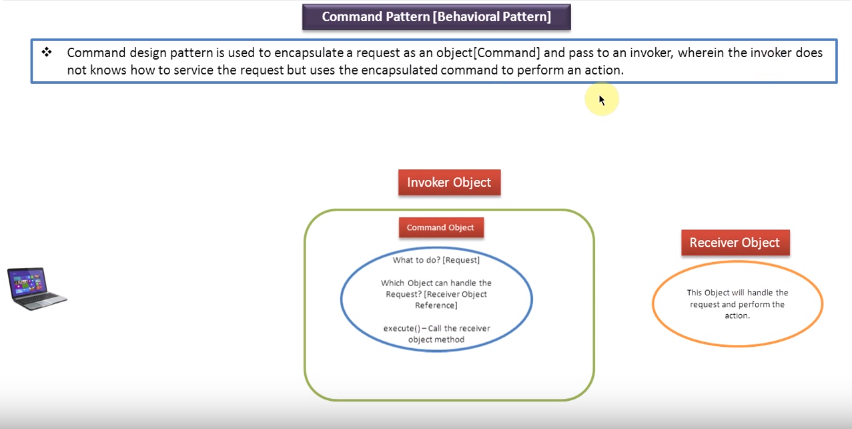 Command Pattern [Behavioral Pattern]
❖ Command design pattern is used to encapsulate a request as an object[Command] and pass to an invoker, wherein the invoker does
not knows how to service the request but uses the encapsulated command to perform an action.
Invoker Object
Command Object
What to do? [Request]
Which Object can handle the
Request? [Receiver Object
Reference]
execute() – Call the receiver
object method
Receiver Object
This Object will handle the
request and perform the
action.